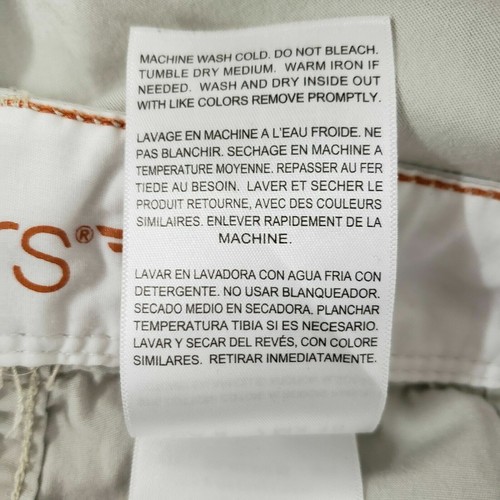 MACHINE WASH COLD. DO NOT BLEACH.
TUMBLE DRY MEDIUM. WARM IRON IF
NEEDED. WASH AND DRY INSIDE OUT
WITH LIKE COLORS REMOVE PROMPTLY.
LAVAGE EN MACHINE A L'EAU FROIDE. NE
PAS BLANCHIR. SECHAGE EN MACHINE A
TEMPERATURE MOYENNE. REPASSER AU FER
TIEDE AU BESOIN. LAVER ET SECHER LE
PRODUIT RETOURNE, AVEC DES COULEURS
SIMILAIRES. ENLEVER RAPIDEMENT DE LA
MACHINE.
TS®
LAVAR EN LAVADORA CON AGUA FRIA CON
DETERGENTE. NO USAR BLANQUEADOR.
SECADO MEDIO EN SECADORA. PLANCHAR
TEMPERATURA TIBIA SI ES NECESARIO.
LAVAR Y SECAR DEL REVÉS, CON COLORE
SIMILARES. RETIRAR INMEDIATAMENTE.